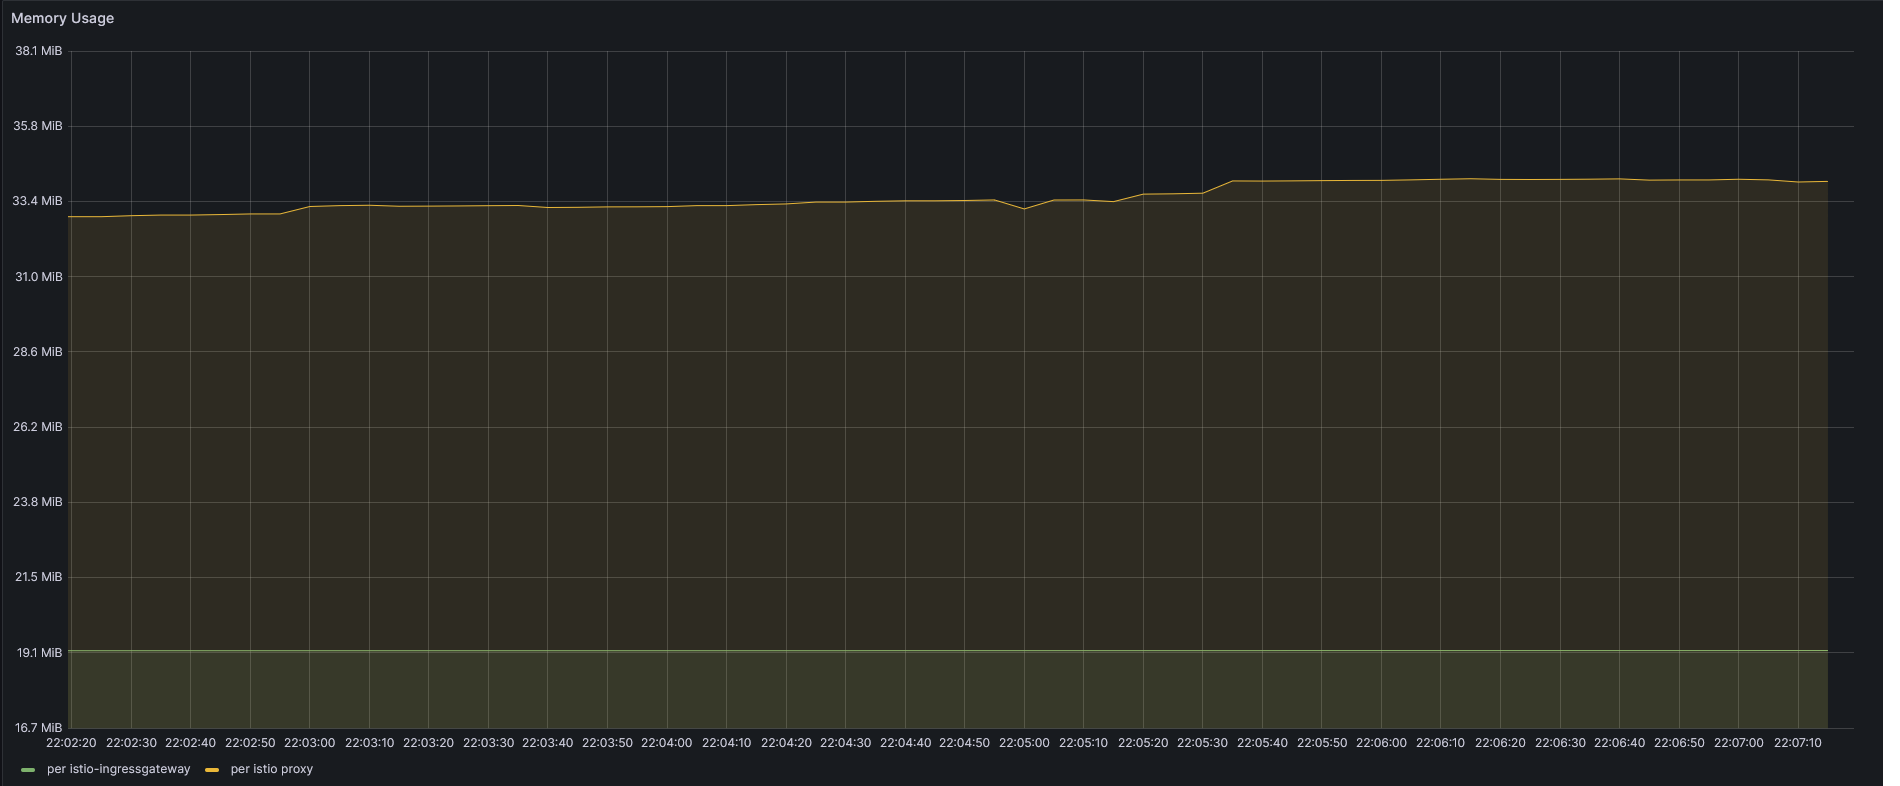 Memory Usage
38.1 MiB
35.8 MiB
33.4 MiB
31.0 MiB
28.6 MiB
26.2 MiB
23.8 MiB
21.5 MiB
19.1 MiB
16.7 MiB
22:02:20 22:02:30 22:02:40 22:02:50 22:03:00 22:03:10 22:03:20 22:03:30 22:03:40 22:03:50 22:04:00 22:04:10 22:04:20 22:04:30 22:04:40 22:04:50 22:05:00 22:05:10 22:05:20 22:05:30 22:05:40 22:05:50 22:06:00 22:06:10 22:06:20 22:06:30 22:06:40 22:06:50 22:07:00 22:07:10
per istio-ingressgateway per istio proxy